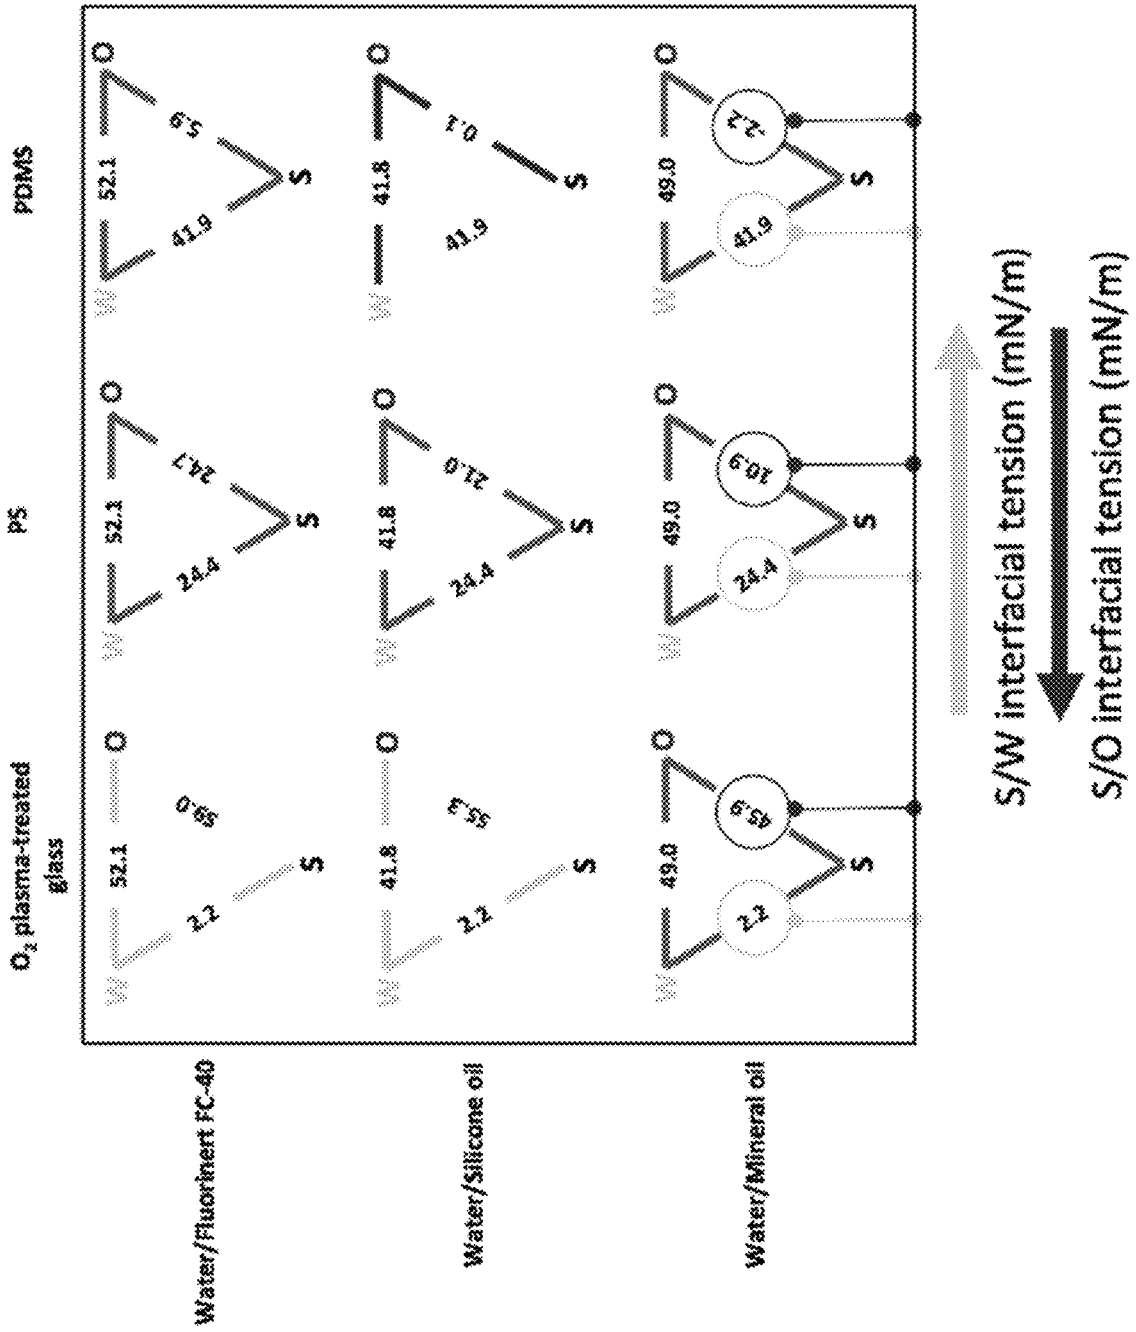 O₂ plasma-treated
glass
PS
PDMS
W 52.1 O W 52.1 O W 52.1 O
Water/Fluorinert FC-40
2.2 59.0 24.4 24.7 41.9 5.9
S S S
W 41.8 O W 41.8 O W 41.8 O
Water/Silicone oil
2.2 55.3 24.4 21.0 41.9 0.1
S S S
W 49.0 O W 49.0 O W 49.0 O
Water/Mineral oil
2.2 45.9 24.4 10.9 41.9 -2.2
S S S
S/W interfacial tension (mN/m)
S/O interfacial tension (mN/m)